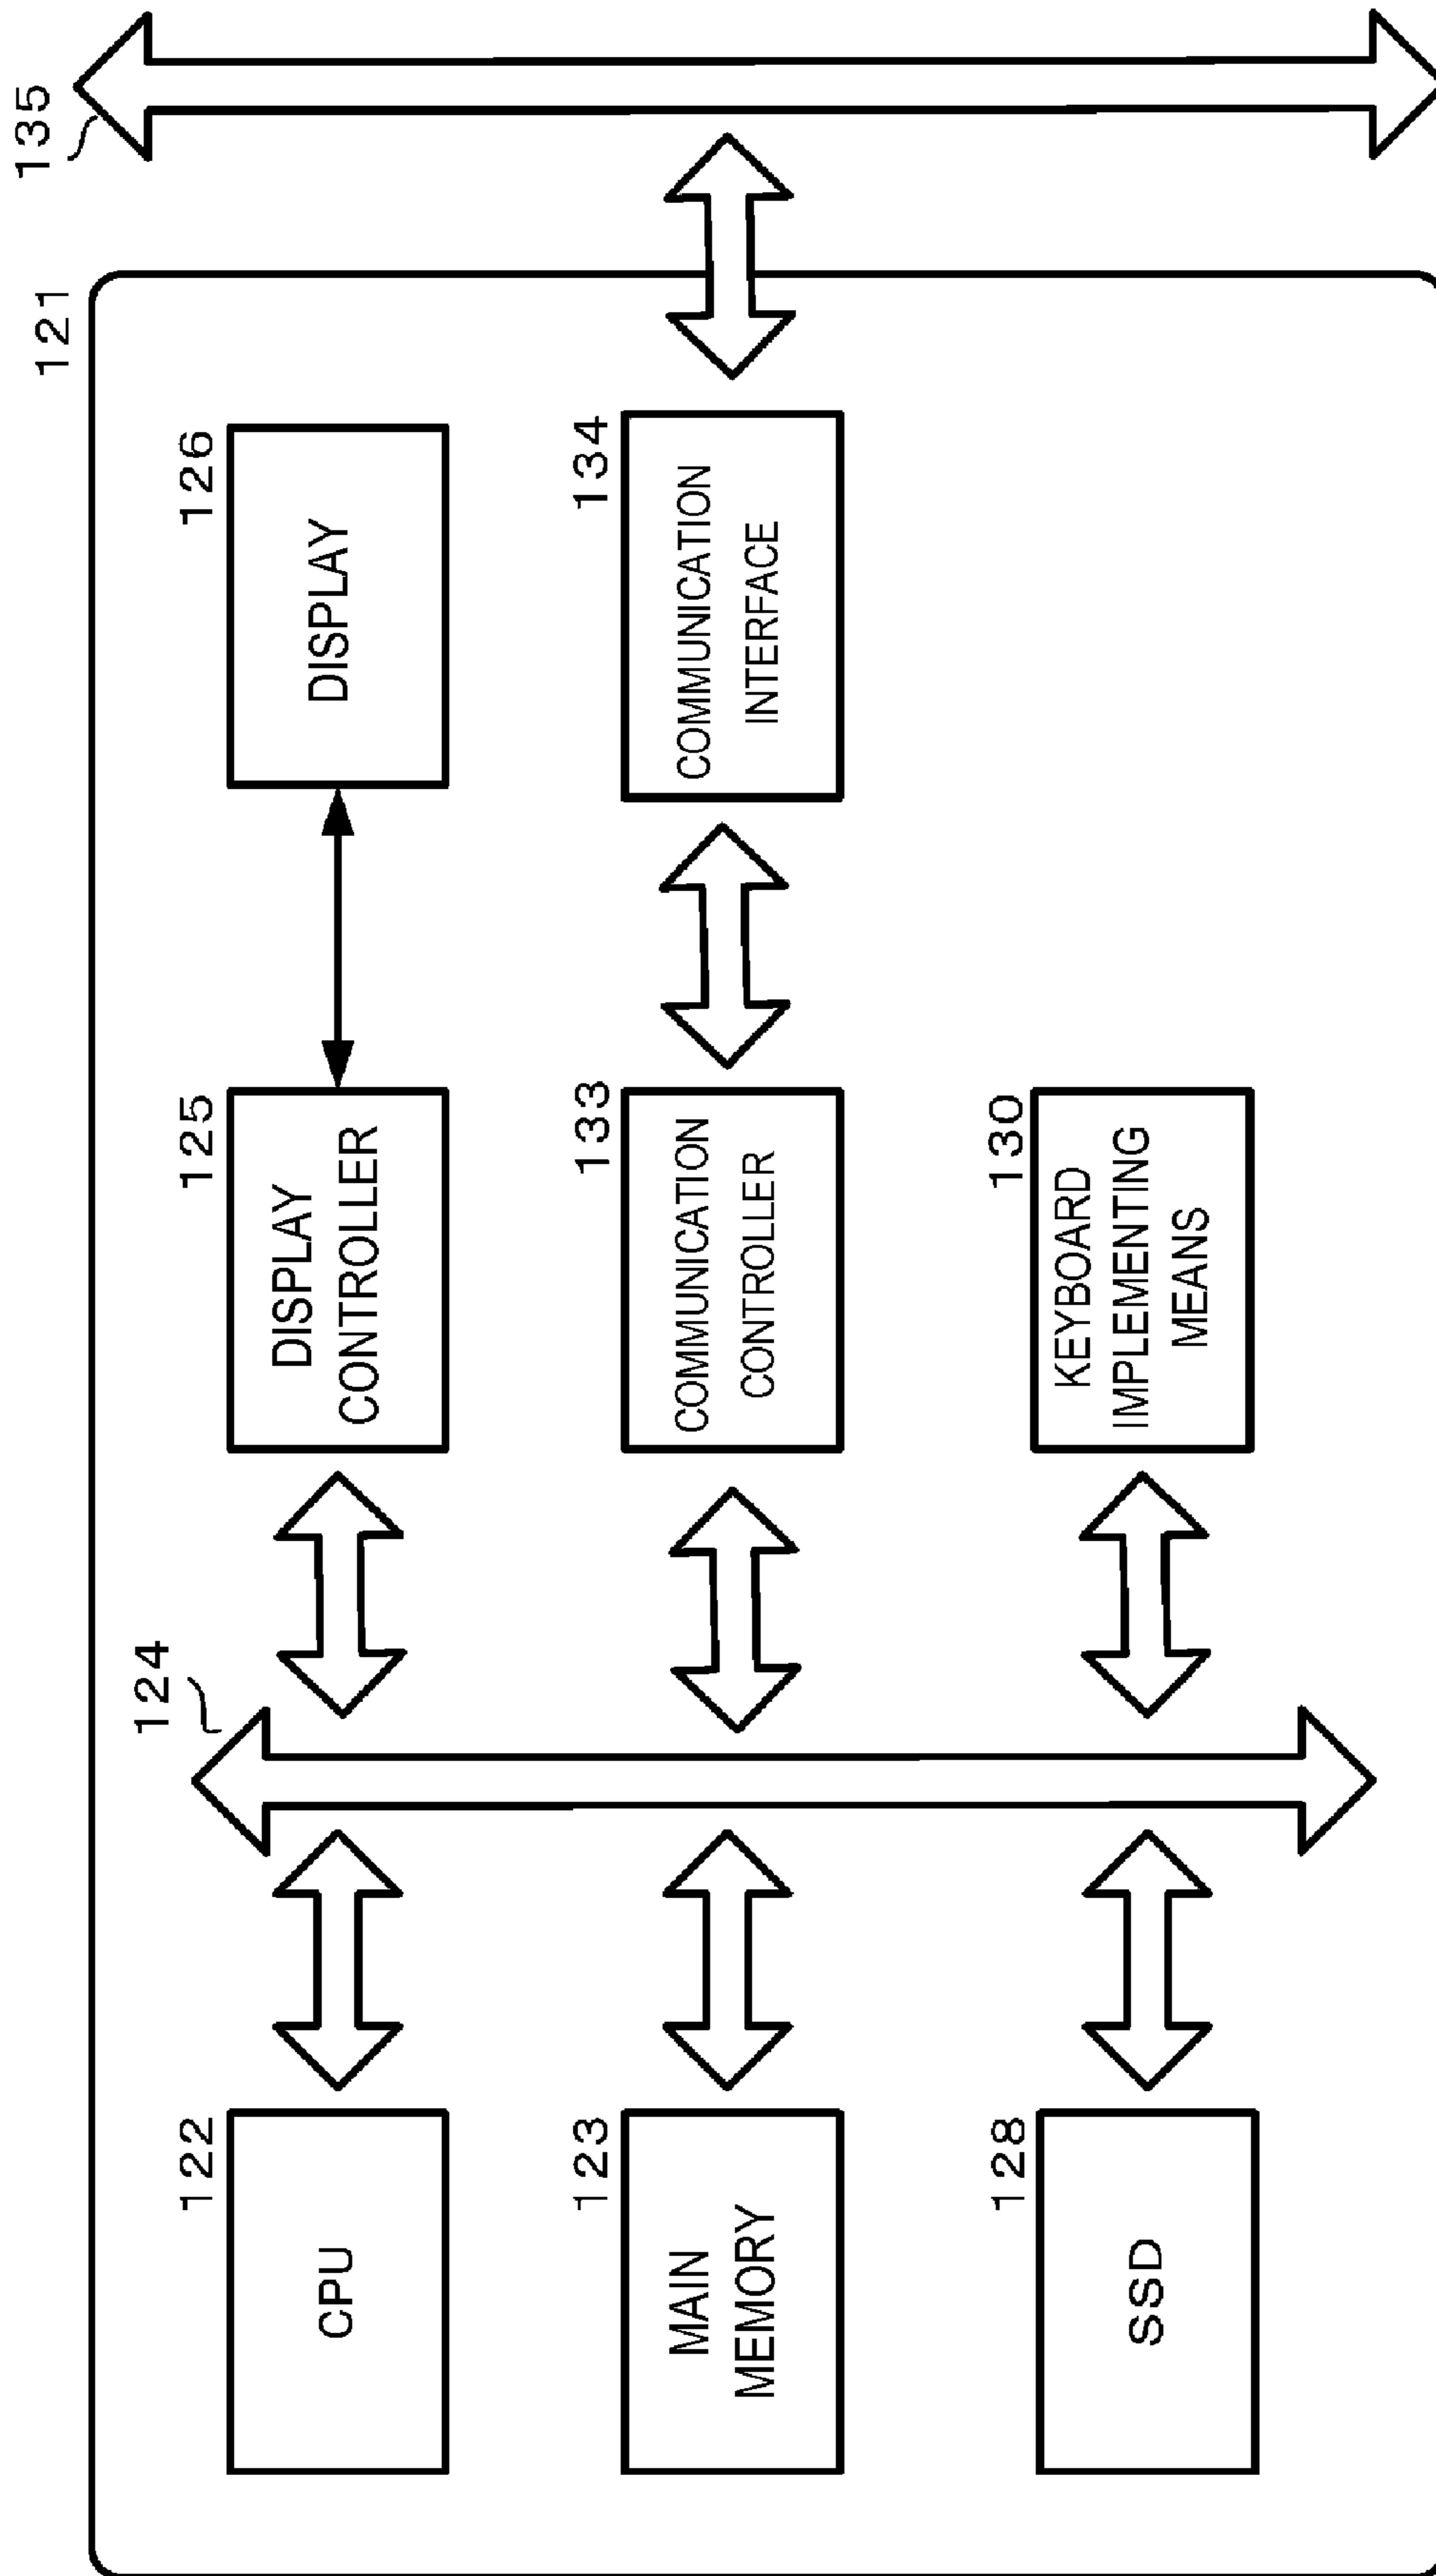 121
135
122
CPU
124
125
DISPLAY
CONTROLLER
126
DISPLAY
123
MAIN
MEMORY
133
COMMUNICATION
CONTROLLER
134
COMMUNICATION
INTERFACE
128
SSD
130
KEYBOARD
IMPLEMENTING
MEANS